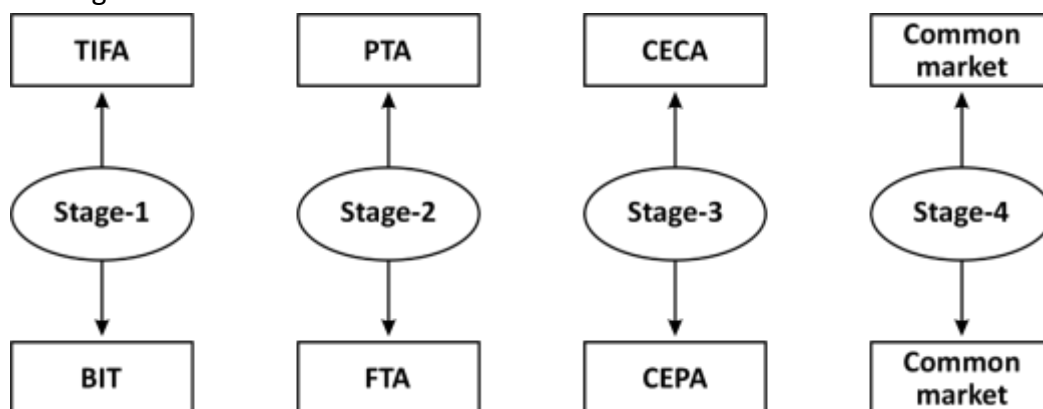 TIFA
PTA
CECA
Common
market
Stage-1
Stage-2
Stage-3
Stage-4
BIT
FTA
CEPA
Common
market